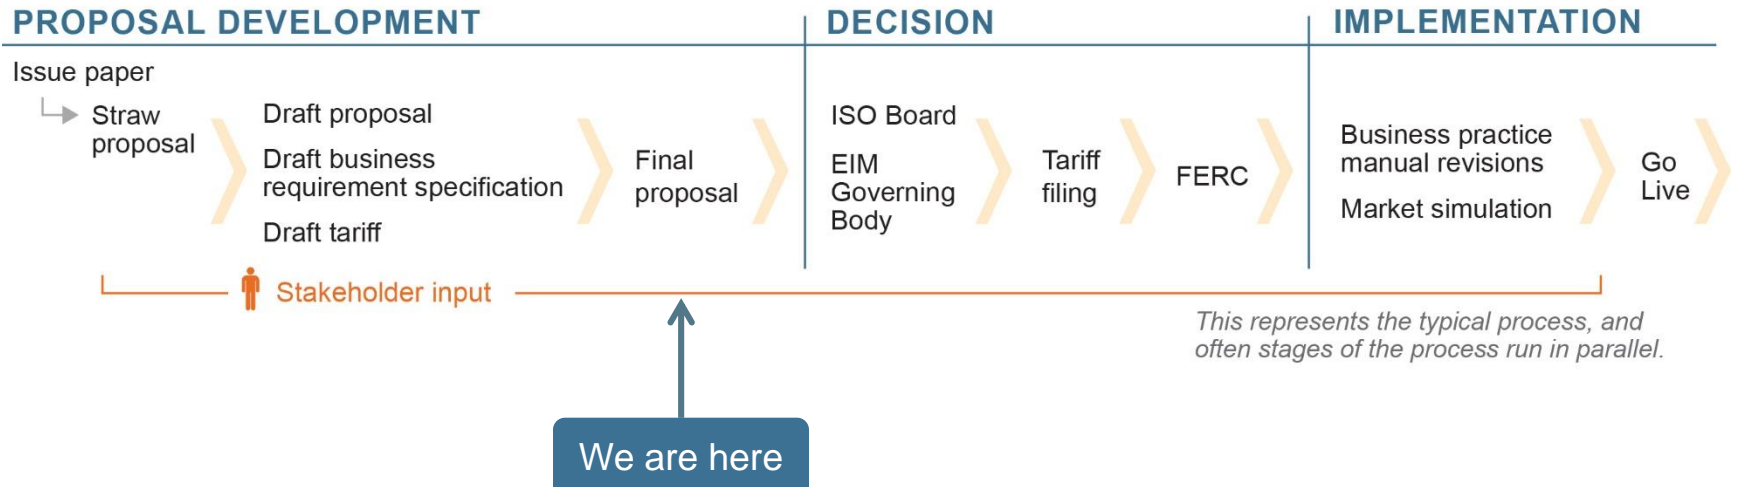 PROPOSAL DEVELOPMENT
DECISION
IMPLEMENTATION
Issue paper
Straw
proposal
Draft proposal
Draft business
requirement specification
Draft tariff
Final
proposal
ISO Board
EIM
Governing
Body
Tariff
filing
FERC
Business practice
manual revisions
Market simulation
Go
Live
Stakeholder input
This represents the typical process, and
often stages of the process run in parallel.
We are here